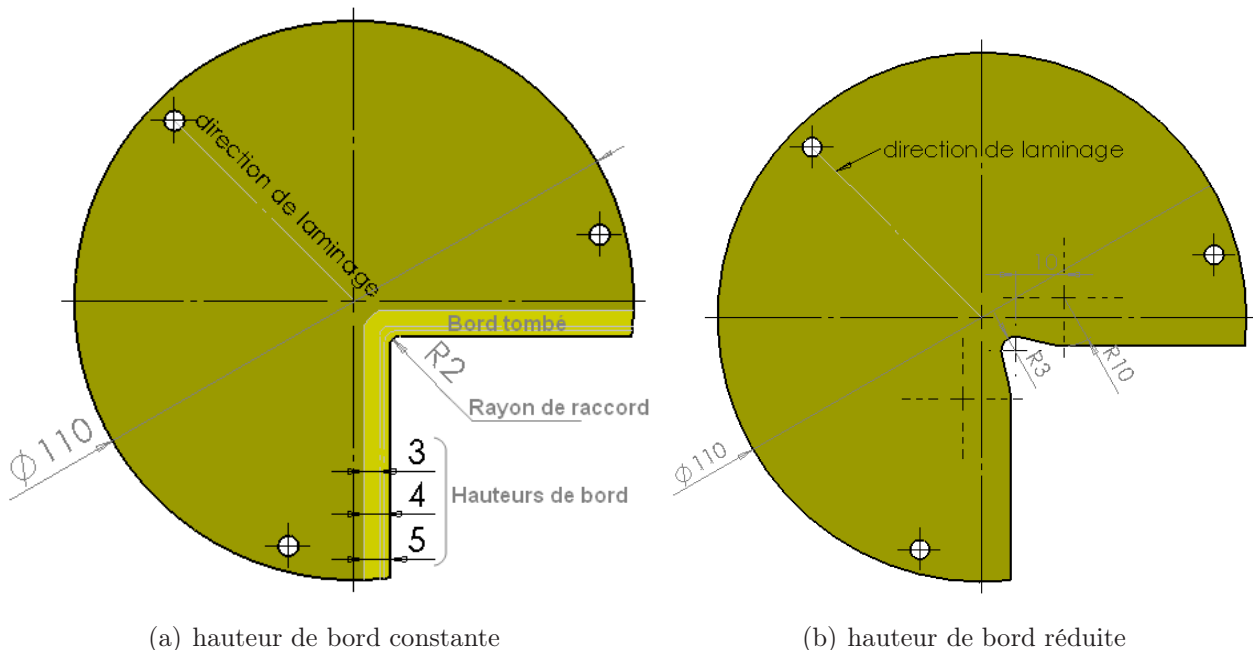 direction de laminage
Bord tombé
R2
Rayon de raccord
ϕ110
3
4
5
Hauteurs de bord
direction de laminage
10
R3
R10
ϕ110
(a) hauteur de bord constante
(b) hauteur de bord réduite